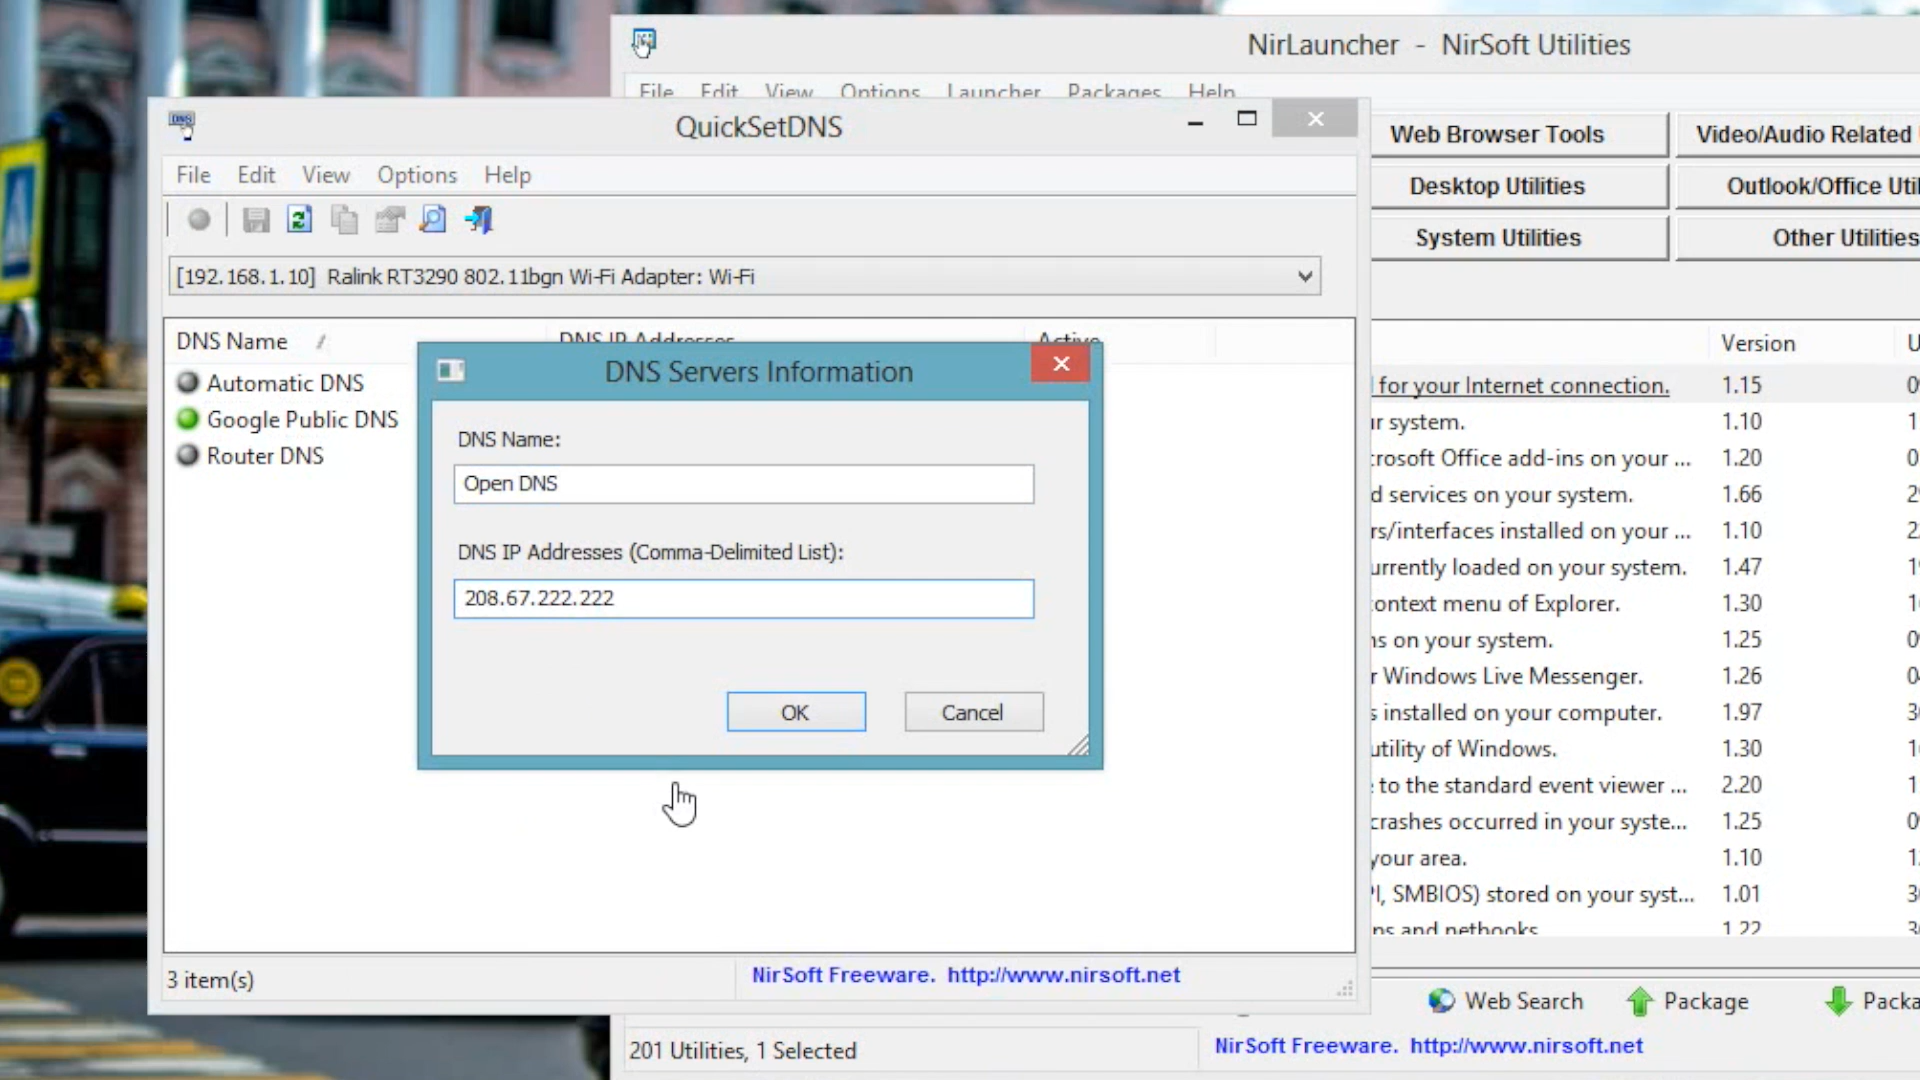 NirLauncher - NirSoft Utilities
File Edit View Options Launcher Packages Help
DNS
QuickSetDNS
Web Browser Tools
Video/Audio Related
File Edit View Options Help
Desktop Utilities
Outlook/Office
System Utilities
Other Utilities
[192.168.1.10] Ralink RT3290 802.11bgn Wi-Fi Adapter: Wi-Fi
DNS Name / DNS IP Addresses Active
Version
Automatic DNS
Google Public DNS
Router DNS
DNS Servers Information
DNS Name:
Open DNS
DNS IP Addresses (Comma-Delimited List):
208.67.222.222
OK Cancel
for your Internet connection. 1.15
system. 1.10
Office add-ins on your ... 1.20
services on your system. 1.66
rs/interfaces installed on your ... 1.10
urrently loaded on your system. 1.47
context menu of Explorer. 1.30
on your system. 1.25
Windows Live Messenger. 1.26
installed on your computer. 1.97
utility of Windows. 1.30
to the standard event viewer ... 2.20
crashes occurred in your syste... 1.25
your area. 1.10
SMBIOS) stored on your syst... 1.01
and netbooks 1.22
3 item(s)
NirSoft Freeware. http://www.nirsoft.net
Web Search Package
201 Utilities, 1 Selected
NirSoft Freeware. http://www.nirsoft.net